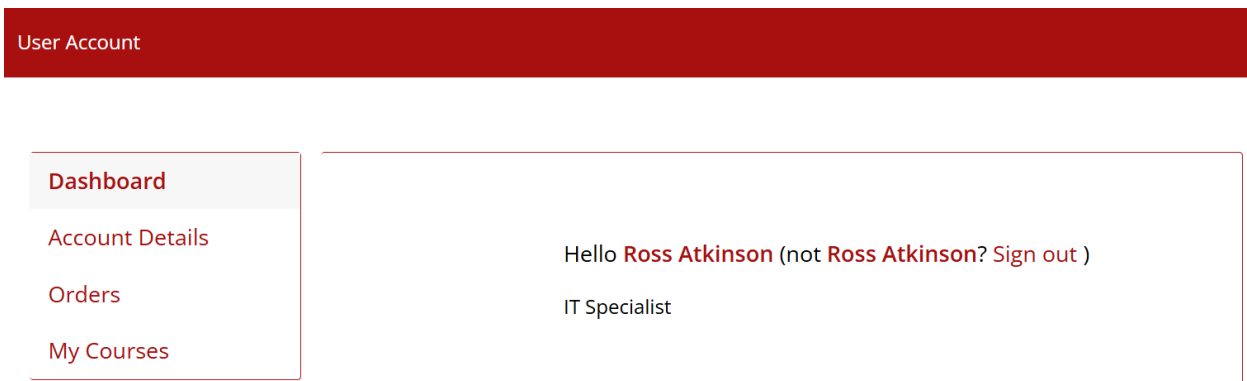 User Account
Dashboard
Account Details
Orders
My Courses
Hello Ross Atkinson (not Ross Atkinson? Sign out )
IT Specialist